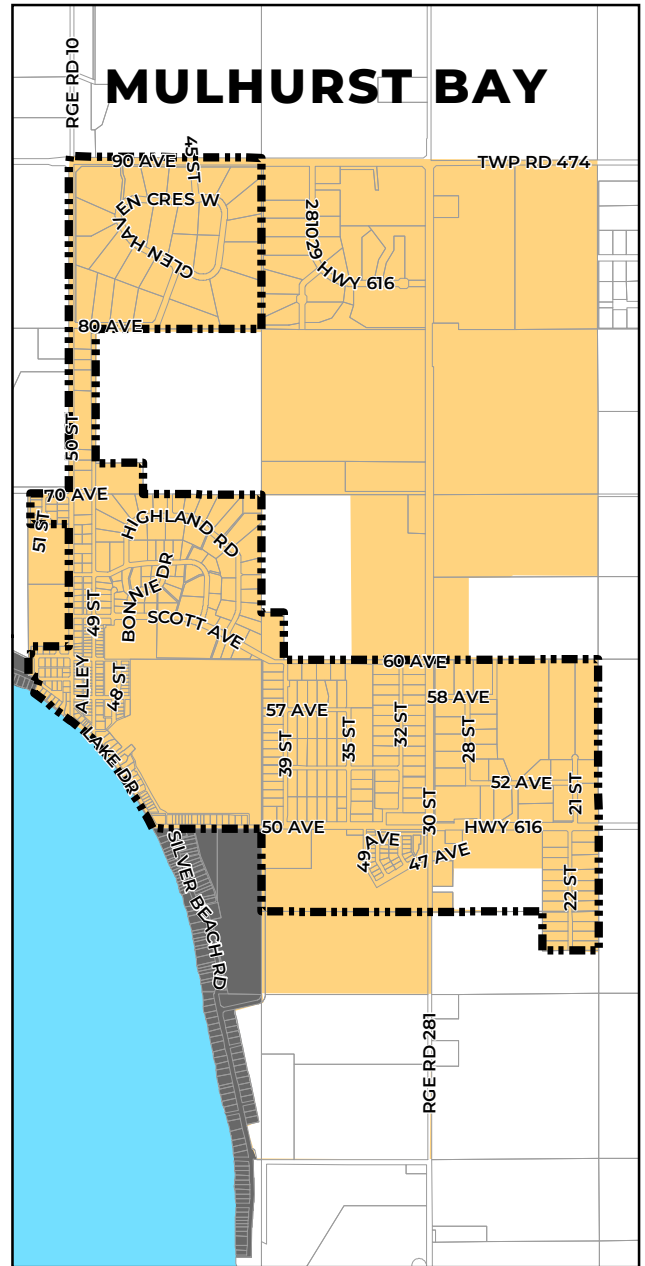 RGE RD 10
MULHURST BAY
90 AVE
45 ST
TWP RD 474
GLEN HAVEN CRES W
281029 HWY 616
80 AVE
50 ST
70 AVE
51 ST
HIGHLAND RD
BONNIE DR
49 ST
SCOTT AVE
ALLEY
48 ST
60 AVE
58 AVE
57 AVE
39 ST
35 ST
32 ST
28 ST
LAKE DR
52 AVE
21 ST
30 ST
50 AVE
HWY 616
49 AVE
47 AVE
SILVER BEACH RD
22 ST
RGE RD 281